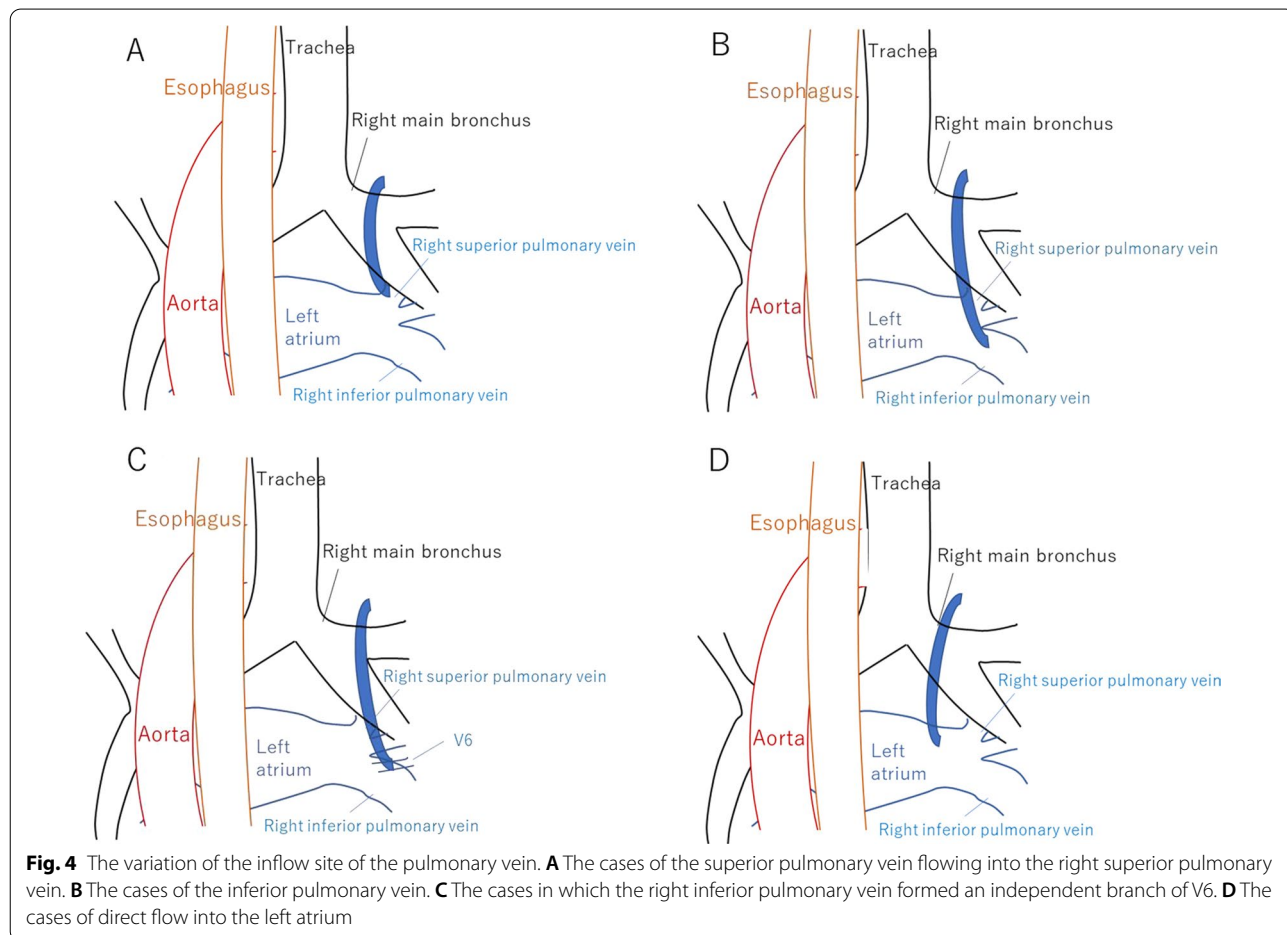 A
Trachea
Esophagus
Right main bronchus
Right superior pulmonary vein
Aorta
Left
atrium
Right inferior pulmonary vein
B
Trachea
Esophagus
Right main bronchus
Right superior pulmonary vein
Aorta
Left
atrium
Right inferior pulmonary vein
C
Trachea
Esophagus
Right main bronchus
Right superior pulmonary vein
Aorta
V6
Left
atrium
Right inferior pulmonary vein
D
Trachea
Esophagus
Right main bronchus
Right superior pulmonary vein
Aorta
Left
atrium
Right inferior pulmonary vein
Fig. 4 The variation of the inflow site of the pulmonary vein. A The cases of the superior pulmonary vein flowing into the right superior pulmonary
vein. B The cases of the inferior pulmonary vein. C The cases in which the right inferior pulmonary vein formed an independent branch of V6. D The
cases of direct flow into the left atrium